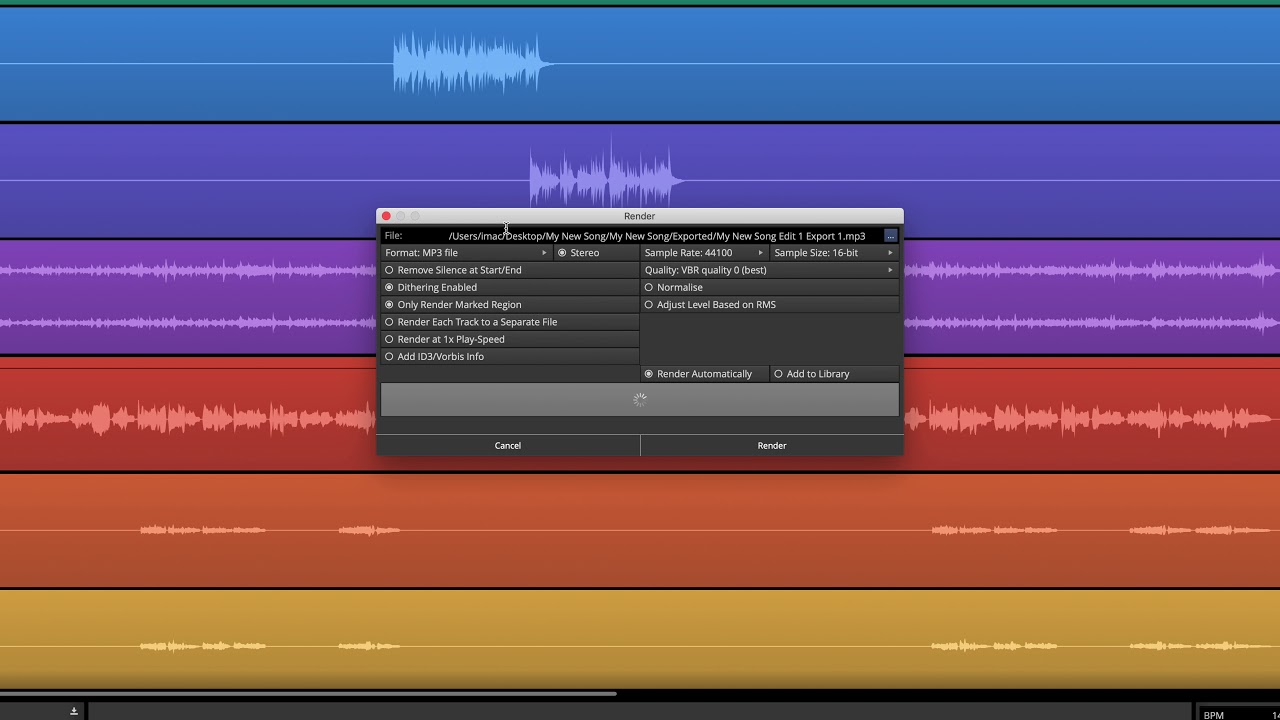 Render
File: /Users/imac/Desktop/My New Song/My New Song/Exported/My New Song Edit 1 Export 1.mp3 ...
Format: MP3 file Stereo Sample Rate: 44100 Sample Size: 16-bit
Remove Silence at Start/End Quality: VBR quality 0 (best)
Dithering Enabled Normalise
Only Render Marked Region Adjust Level Based on RMS
Render Each Track to a Separate File
Render at 1x Play-Speed
Add ID3/Vorbis Info
Render Automatically Add to Library
Cancel Render
BPM